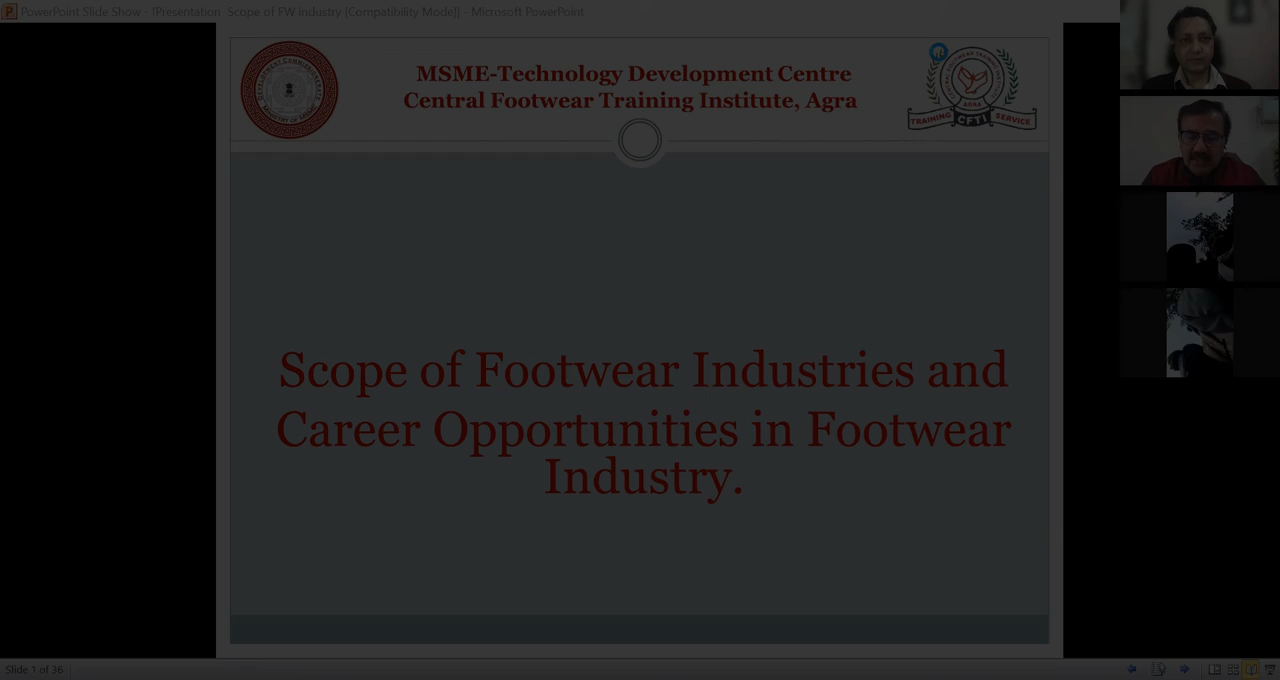 PowerPoint Slide Show - !Presentation Scope of FW industry [Compatibility Mode]) - Microsoft PowerPoint
MSME-Technology Development Centre
Central Footwear Training Institute, Agra
AGRA
TRAINING CFTI SERVICE
Scope of Footwear Industries and
Career Opportunities in Footwear
Industry.
Slide 1 of 36